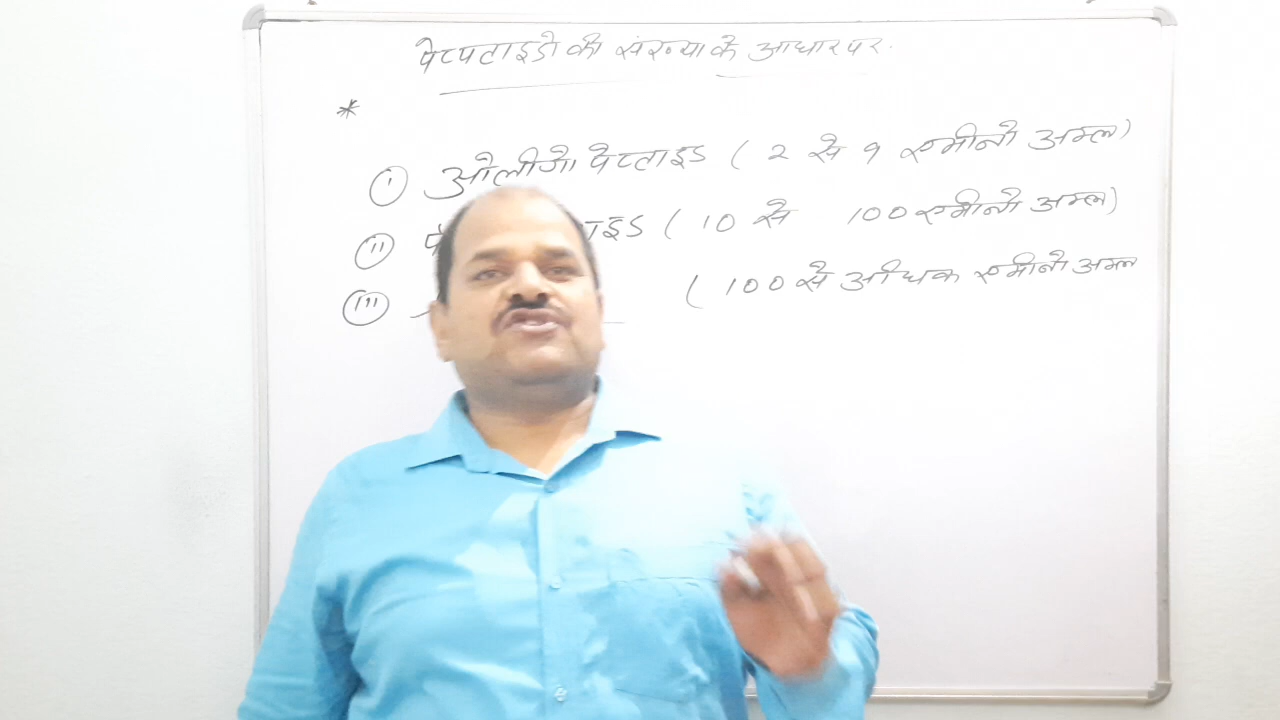 पेप्टाइडो की संख्या के आधार पर.
*
(i) ओलीगो पेप्टाइड ( 2 से 9 एमीनो अम्ल)
(ii) ( 10 से 100 एमीनो अम्ल)
(iii) ( 100 से अधिक एमीनो अम्ल